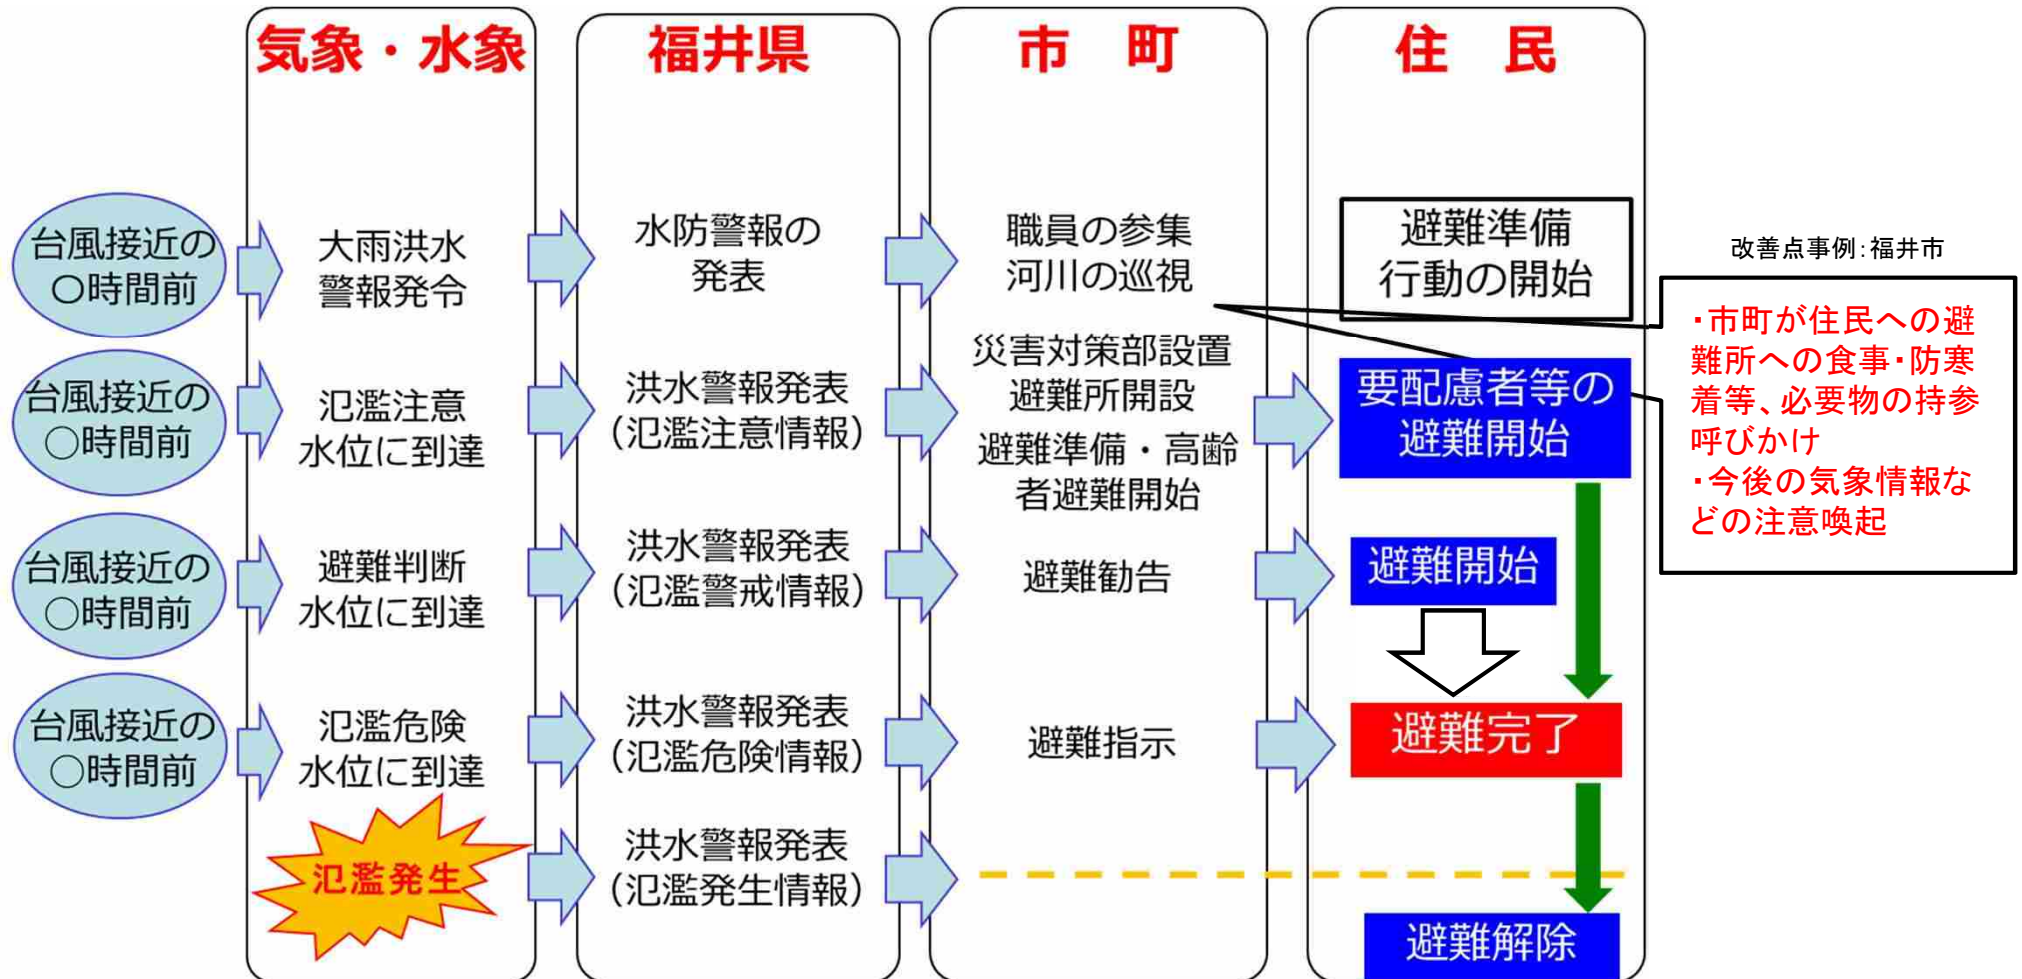 気象・水象
福井県
市　町
住　民
台風接近の
〇時間前
大雨洪水
警報発令
水防警報の
発表
職員の参集
河川の巡視
避難準備
行動の開始
改善点事例：福井市
・市町が住民への避
難所への食事・防寒
着等、必要物の持参
呼びかけ
・今後の気象情報な
どの注意喚起
台風接近の
〇時間前
氾濫注意
水位に到達
洪水警報発表
（氾濫注意情報）
災害対策部設置
避難所開設
避難準備・高齢
者避難開始
要配慮者等の
避難開始
台風接近の
〇時間前
避難判断
水位に到達
洪水警報発表
（氾濫警戒情報）
避難勧告
避難開始
台風接近の
〇時間前
氾濫危険
水位に到達
洪水警報発表
（氾濫危険情報）
避難指示
避難完了
氾濫発生
洪水警報発表
（氾濫発生情報）
避難解除